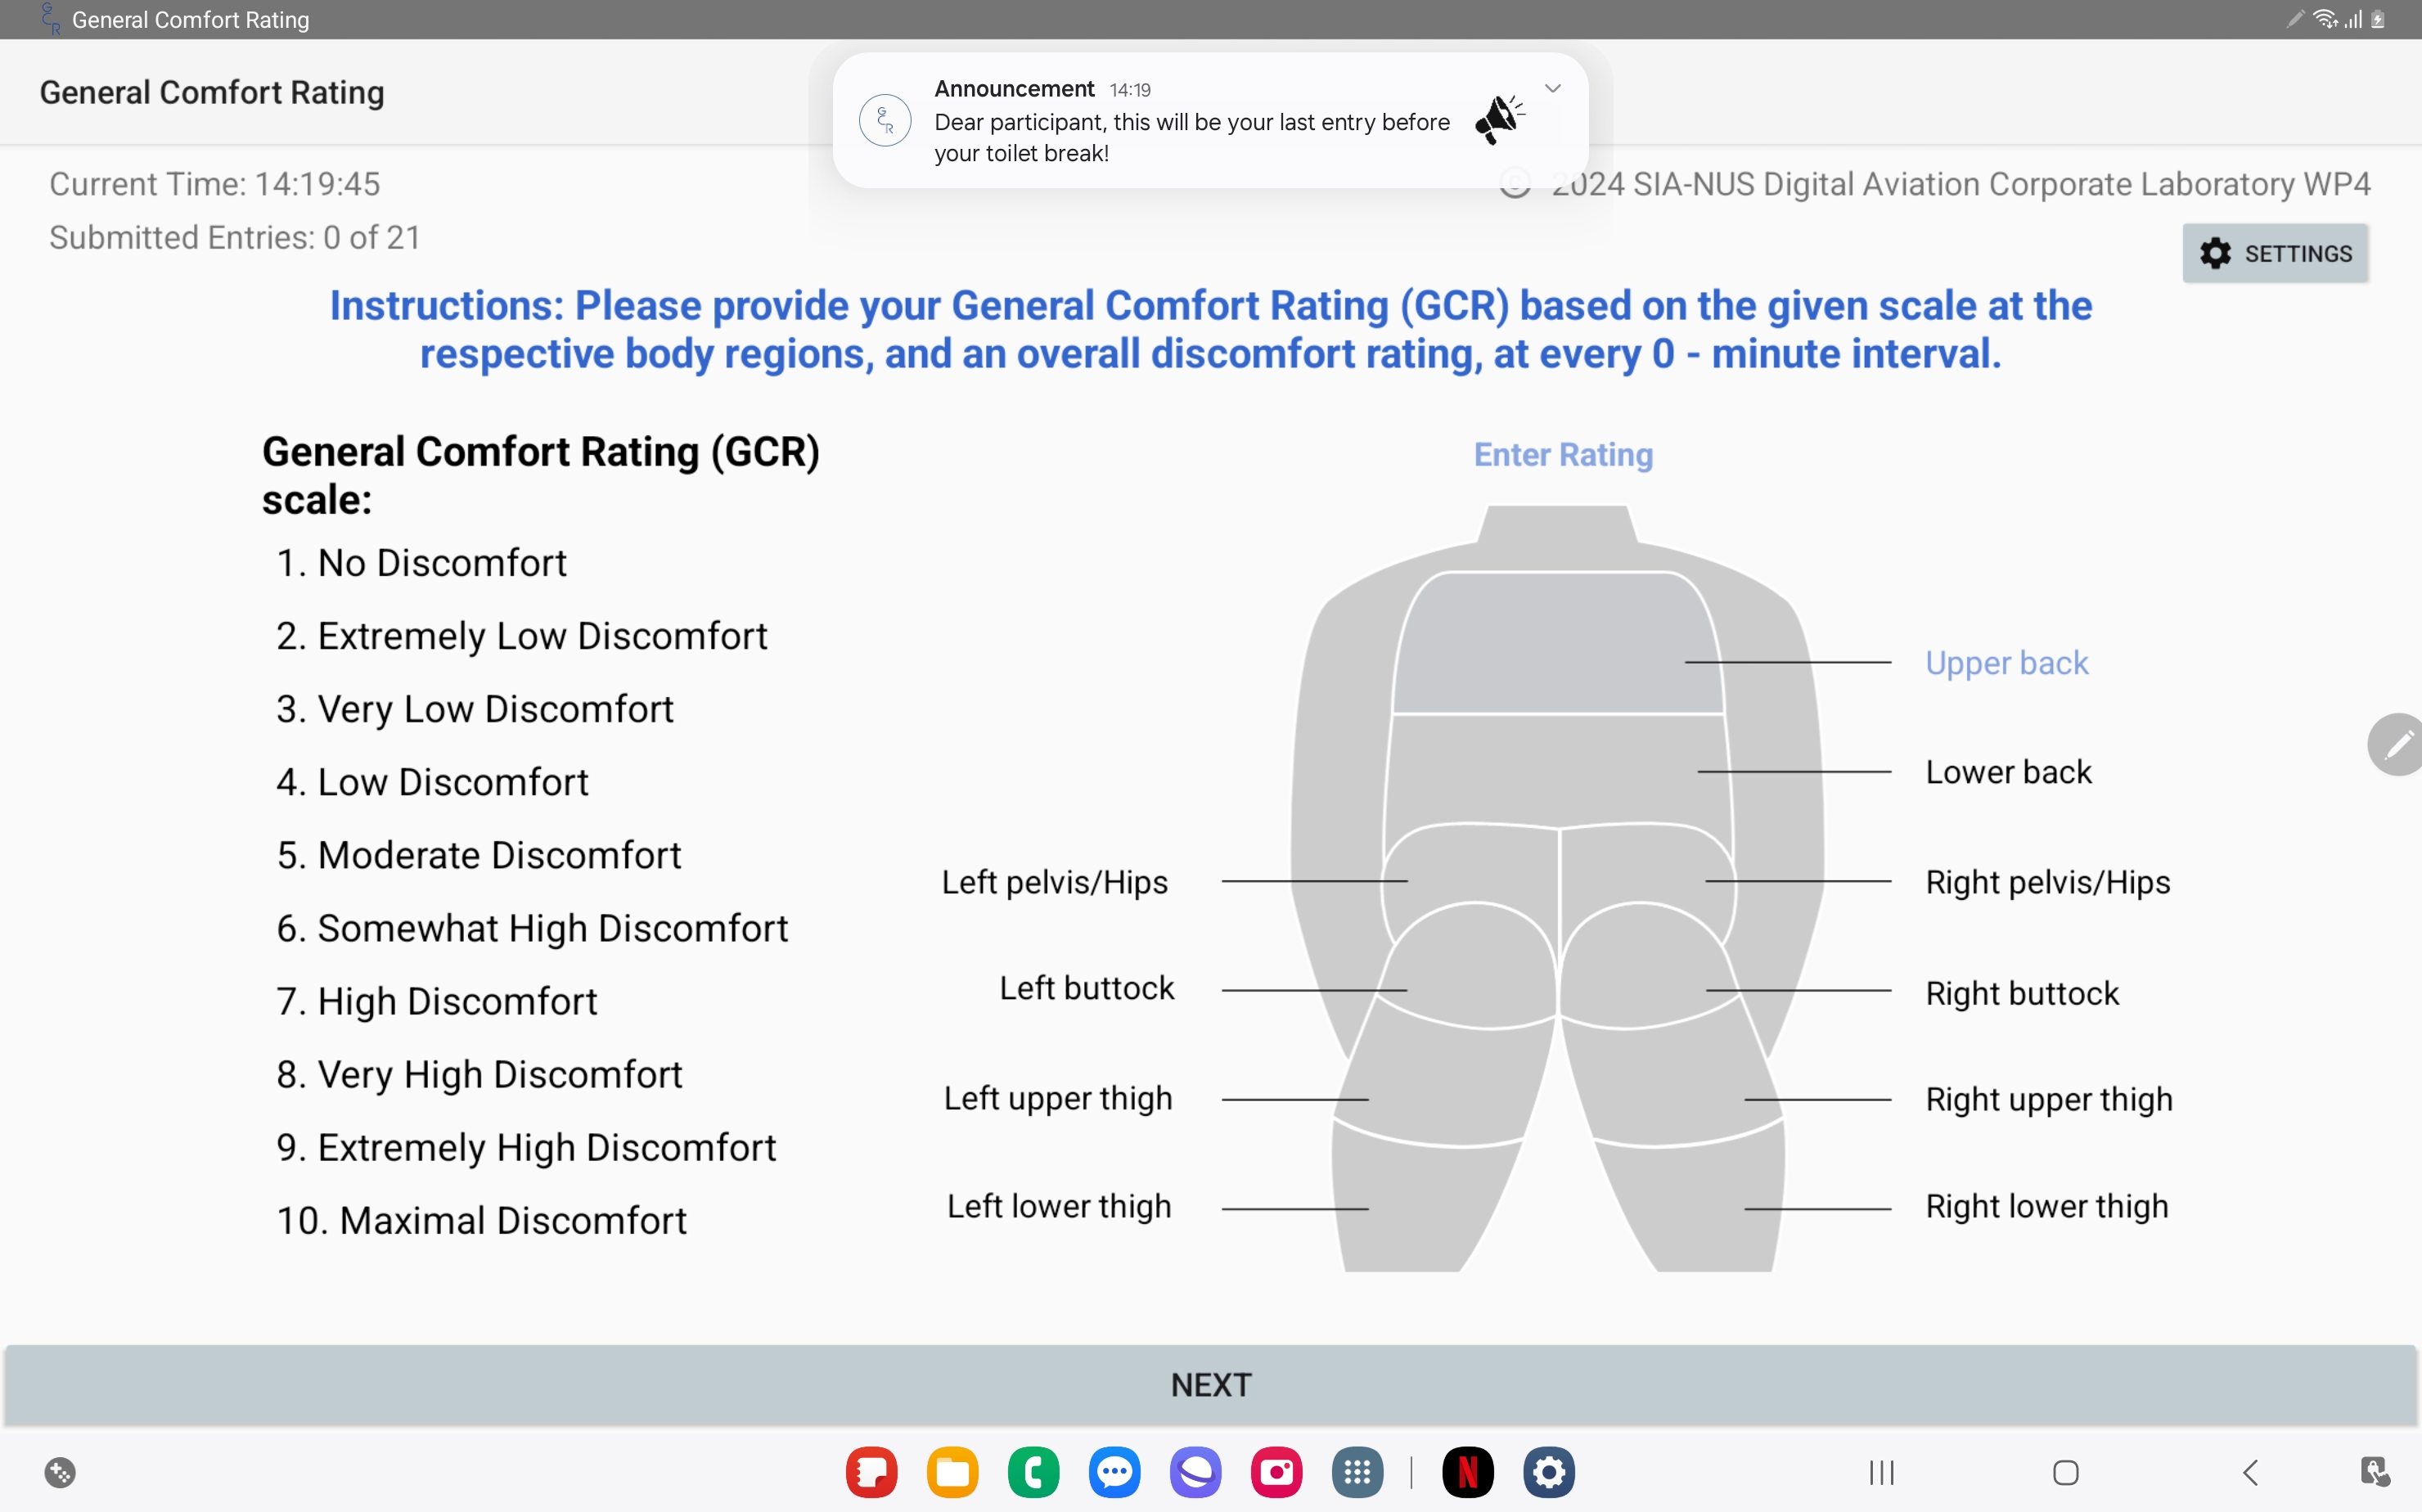 General Comfort Rating
General Comfort Rating
Announcement 14:19
Dear participant, this will be your last entry before
your toilet break!
Current Time: 14:19:45
© 2024 SIA-NUS Digital Aviation Corporate Laboratory WP4
Submitted Entries: 0 of 21
SETTINGS
Instructions: Please provide your General Comfort Rating (GCR) based on the given scale at the
respective body regions, and an overall discomfort rating, at every 0 - minute interval.
General Comfort Rating (GCR)
scale:
1. No Discomfort
2. Extremely Low Discomfort
3. Very Low Discomfort
4. Low Discomfort
5. Moderate Discomfort
6. Somewhat High Discomfort
7. High Discomfort
8. Very High Discomfort
9. Extremely High Discomfort
10. Maximal Discomfort
Enter Rating
Upper back
Lower back
Left pelvis/Hips
Right pelvis/Hips
Left buttock
Right buttock
Left upper thigh
Right upper thigh
Left lower thigh
Right lower thigh
NEXT